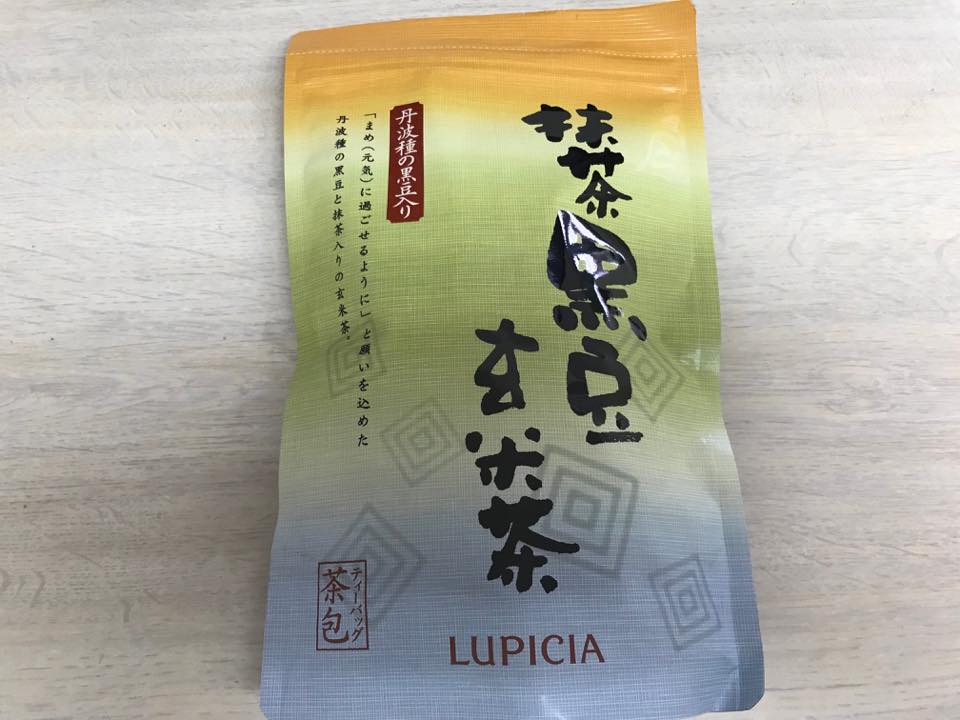 抹茶黒豆
玄米茶
丹波種の黒豆入り
「まめ(元気)に過ごせるように」と願いを込めた
丹波種の黒豆と抹茶入りの玄米茶。
ティーバッグ
茶包
LUPICIA